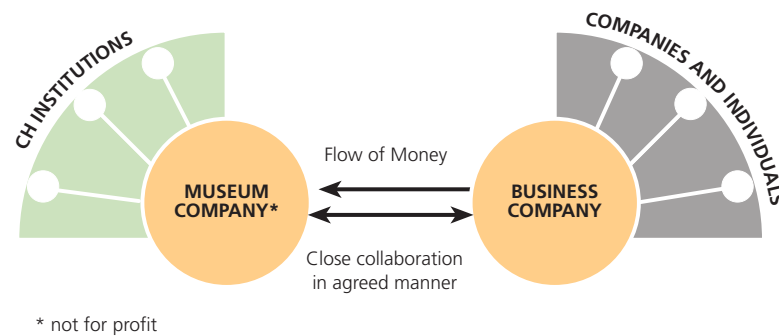 CH INSTITUTIONS
COMPANIES AND INDIVIDUALS
Flow of Money
MUSEUM
COMPANY*
BUSINESS
COMPANY
Close collaboration
in agreed manner
* not for profit